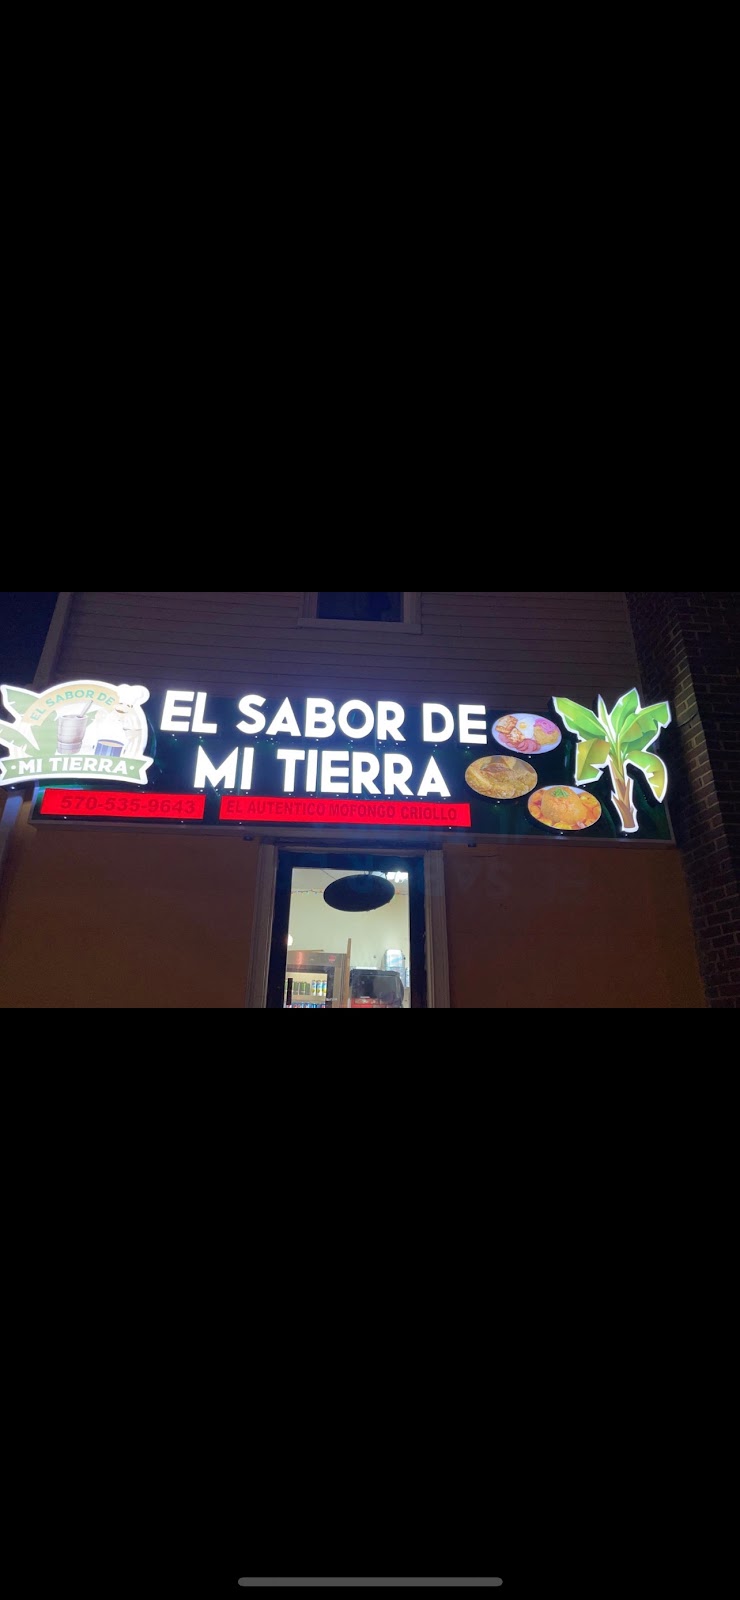 EL SABOR DE
MI TIERRA
EL SABOR DE
MI TIERRA
570-535-9643
EL AUTENTICO MOFONGO CRIOLLO